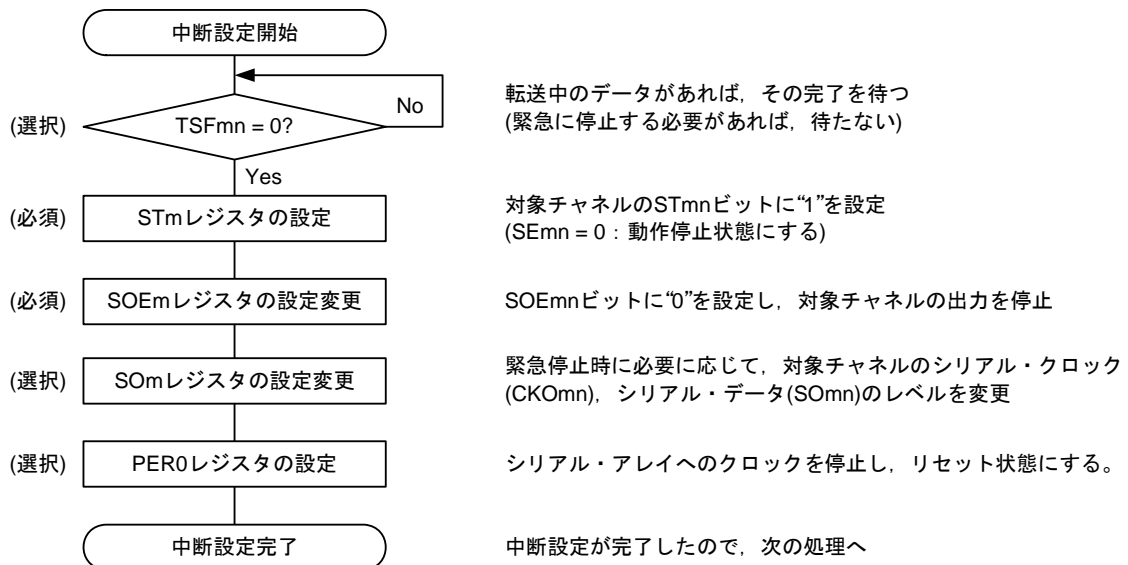 中断設定開始
(選択)
TSFmn = 0?
No
転送中のデータがあれば，その完了を待つ
(緊急に停止する必要があれば，待たない)
Yes
(必須)
STmレジスタの設定
対象チャネルのSTmnビットに“1”を設定
(SEmn = 0：動作停止状態にする)
(必須)
SOEmレジスタの設定変更
SOEmnビットに“0”を設定し，対象チャネルの出力を停止
(選択)
SOmレジスタの設定変更
緊急停止時に必要に応じて，対象チャネルのシリアル・クロック
(CKOmn)，シリアル・データ(SOmn)のレベルを変更
(選択)
PER0レジスタの設定
シリアル・アレイへのクロックを停止し，リセット状態にする。
中断設定完了
中断設定が完了したので，次の処理へ